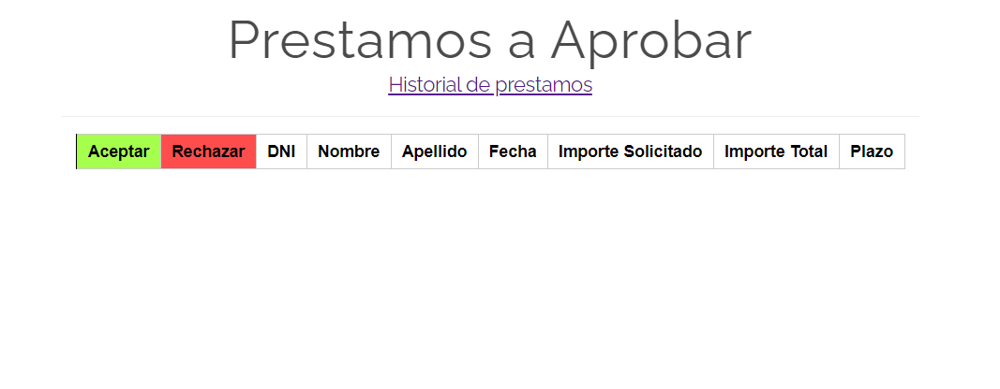 Prestamos a Aprobar
Historial de prestamos
Aceptar Rechazar DNI Nombre Apellido Fecha Importe Solicitado Importe Total Plazo